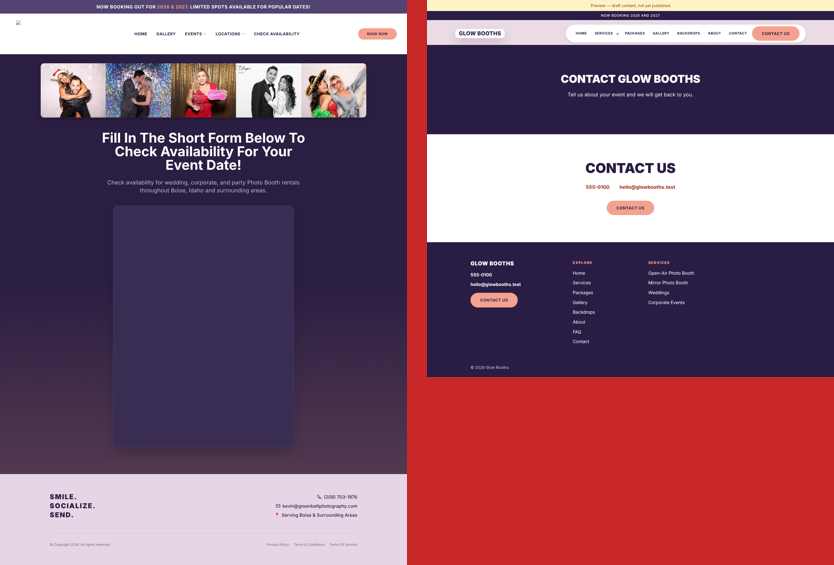 NOW BOOKING OUT FOR 2026 & 2027. LIMITED SPOTS AVAILABLE FOR POPULAR DATES!
HOME
GALLERY
EVENTS
LOCATIONS
CHECK AVAILABILITY
BOOK NOW
Fill In The Short Form Below To
Check Availability For Your
Event Date!
Check availability for wedding, corporate, and party Photo Booth rentals
throughout Boise, Idaho and surrounding areas.
SMILE.
SOCIALIZE.
SEND.
Serving Boise & Surrounding Areas
Privacy Policy
Terms & Conditions
Preview — draft content, not yet published
NOW BOOKING 2026 AND 2027
GLOW BOOTHS
HOME
SERVICES
PACKAGES
GALLERY
BACKDROPS
ABOUT
CONTACT
CONTACT US
CONTACT GLOW BOOTHS
Tell us about your event and we will get back to you.
CONTACT US
555-0100
hello@glowbooths.test
CONTACT US
GLOW BOOTHS
555-0100
hello@glowbooths.test
CONTACT US
EXPLORE
Home
Services
Packages
Gallery
Backdrops
About
FAQ
Contact
SERVICES
Open-Air Photo Booth
Mirror Photo Booth
Weddings
Corporate Events
© 2026 Glow Booths